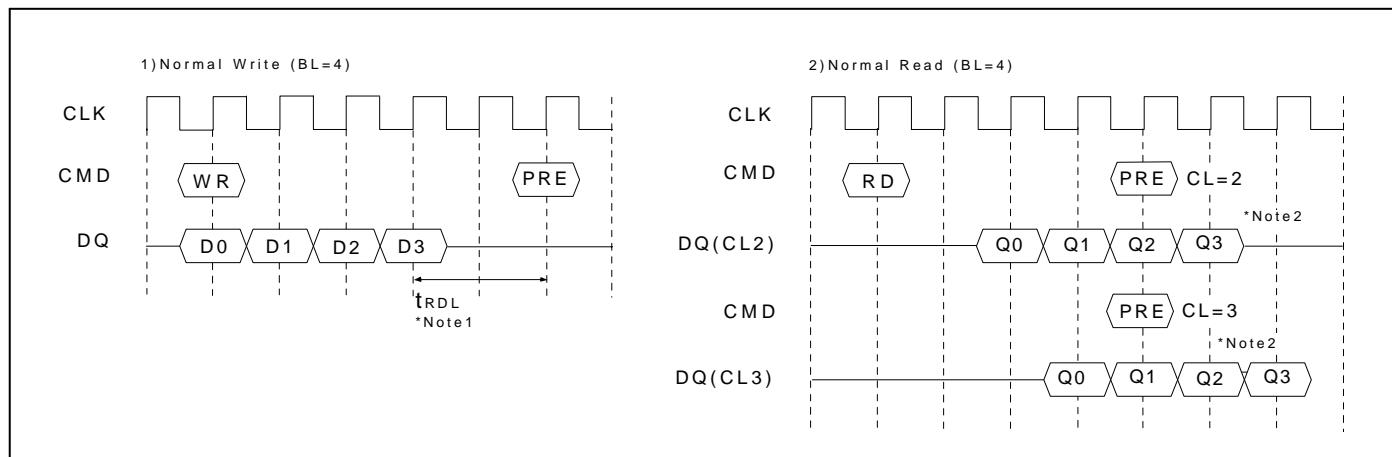 1)Normal Write (BL=4)
CLK
CMD
WR
PRE
DQ
D0 D1 D2 D3
tRDL
*Note1
2)Normal Read (BL=4)
CLK
CMD
RD
PRE CL=2
*Note2
DQ(CL2)
Q0 Q1 Q2 Q3
CMD
PRE CL=3
*Note2
DQ(CL3)
Q0 Q1 Q2 Q3